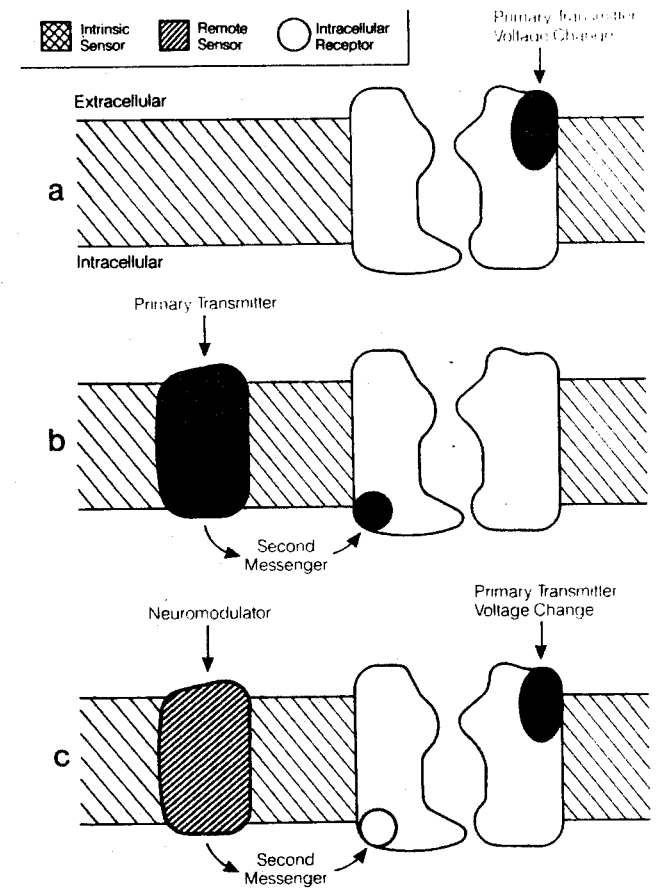 Intrinsic
Sensor
Remote
Sensor
Intracellular
Receptor
Primary Transmitter
Voltage Change
Extracellular
a
Intracellular
Primary Transmitter
b
Second
Messenger
Neuromodulator
Primary Transmitter
Voltage Change
c
Second
Messenger